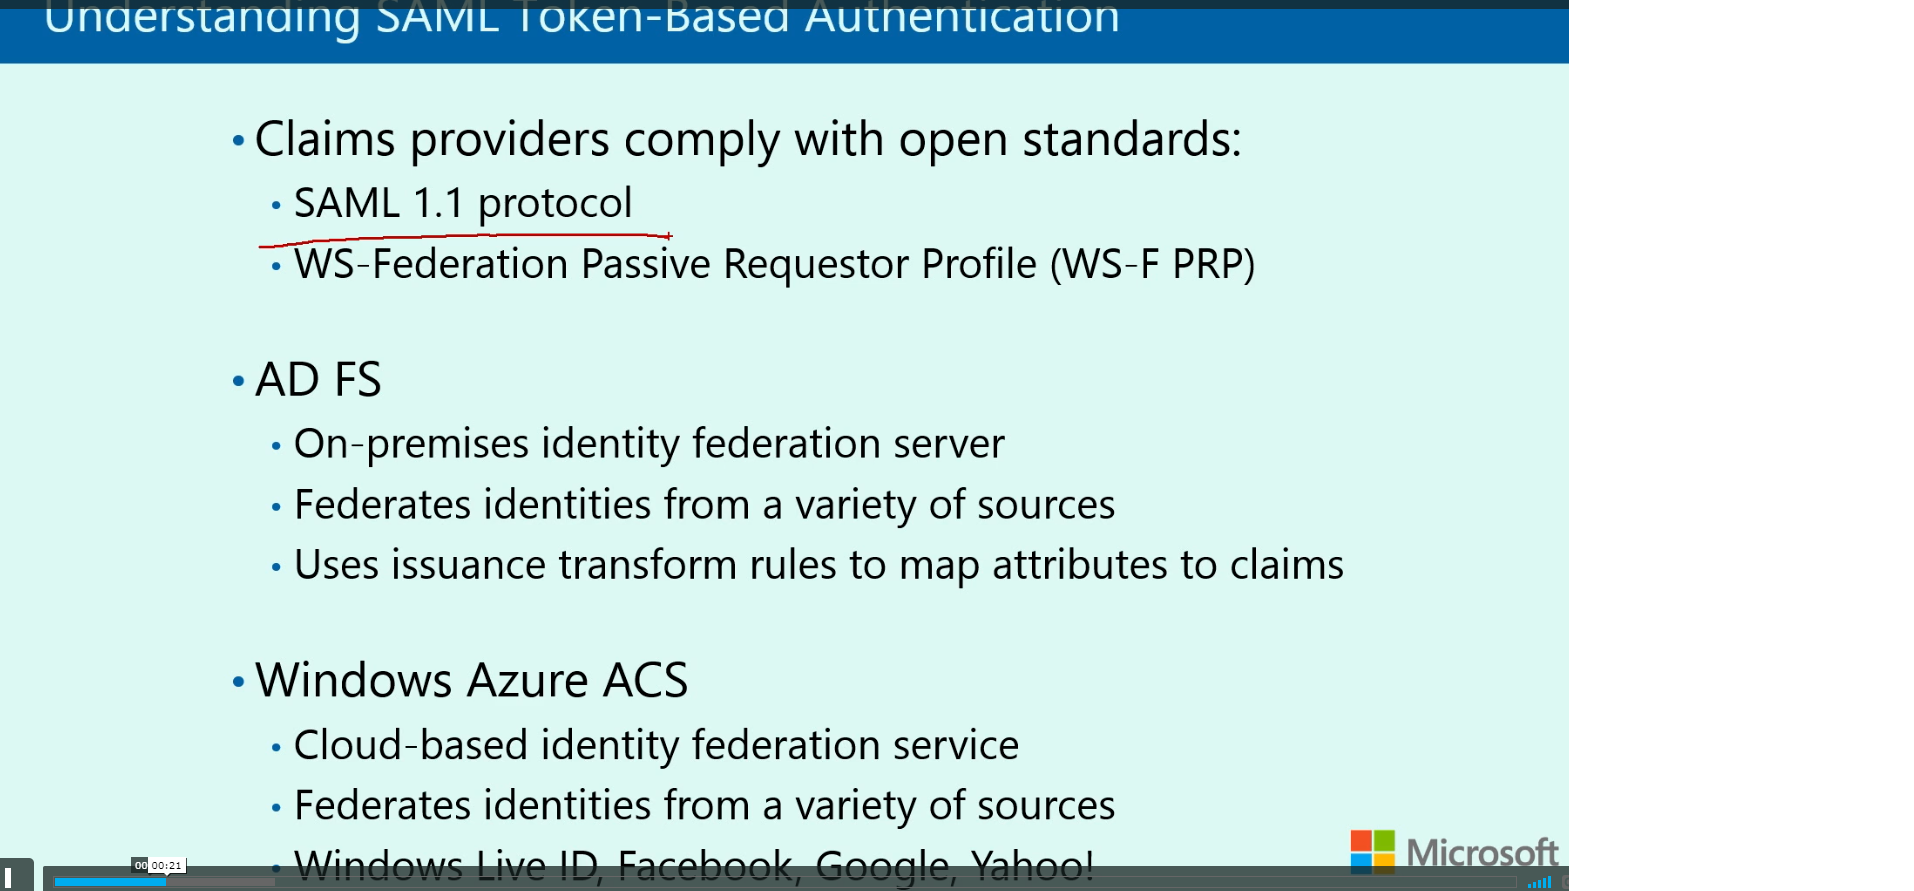 Understanding SAML Token-Based Authentication
• Claims providers comply with open standards:
• SAML 1.1 protocol
• WS-Federation Passive Requestor Profile (WS-F PRP)
• AD FS
• On-premises identity federation server
• Federates identities from a variety of sources
• Uses issuance transform rules to map attributes to claims
• Windows Azure ACS
• Cloud-based identity federation service
• Federates identities from a variety of sources
• Windows Live ID, Facebook, Google, Yahoo!
Microsoft
00:21